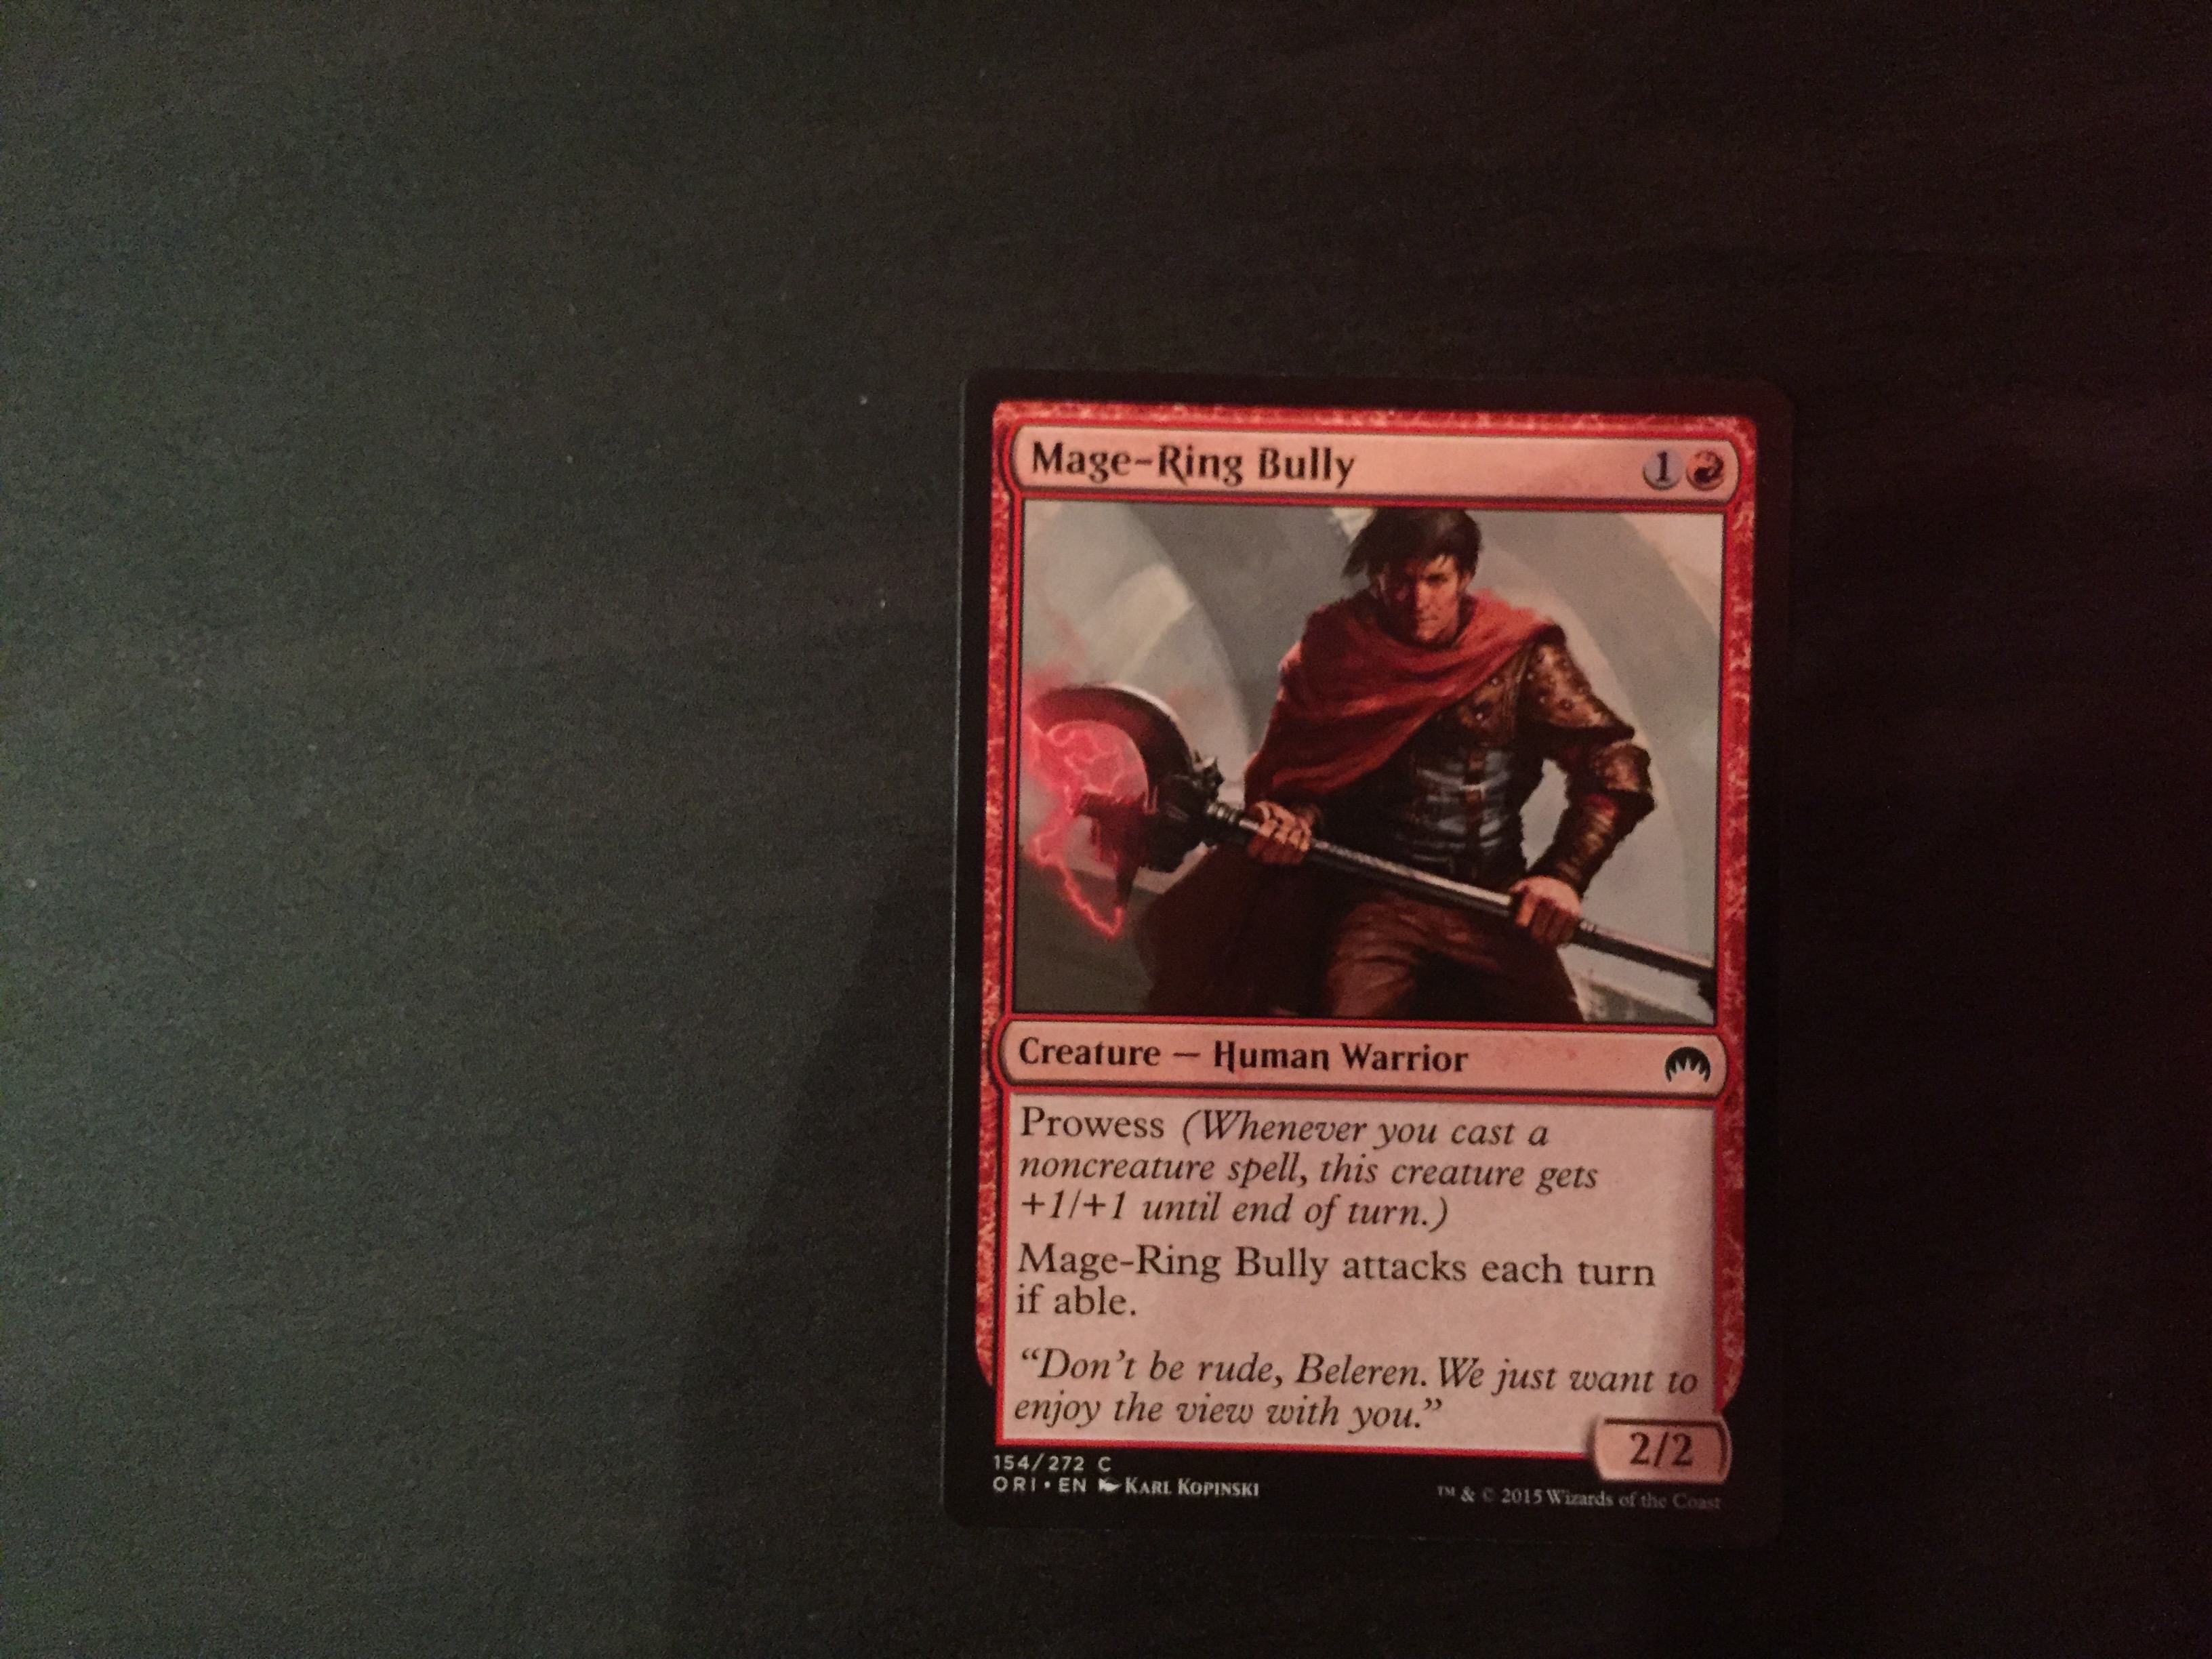 Mage-Ring Bully 1
Creature — Human Warrior
Prowess (Whenever you cast a
noncreature spell, this creature gets
+1/+1 until end of turn.)
Mage-Ring Bully attacks each turn
if able.
“Don’t be rude, Beleren. We just want to
enjoy the view with you.”
2/2
154/272 C
ORI • EN KARL KOPINSKI
™ & © 2015 Wizards of the Coast